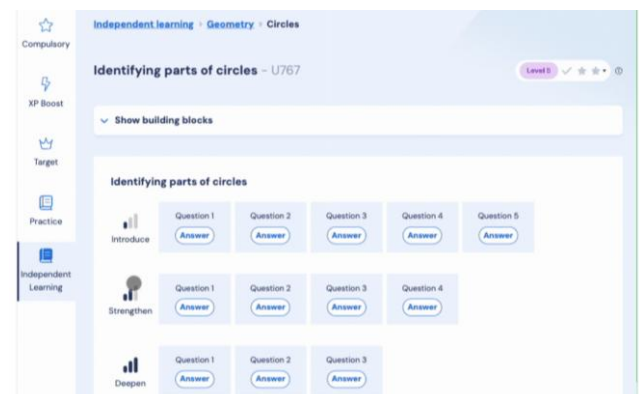 Compulsory
XP Boost
Target
Practice
Independent
Learning
Independent learning Geometry Circles
Identifying parts of circles – U767
Level 5
Show building blocks
Identifying parts of circles
Introduce
Question 1 Question 2 Question 3 Question 4 Question 5
Answer Answer Answer Answer Answer
Strengthen
Question 1 Question 2 Question 3 Question 4
Answer Answer Answer Answer
Deepen
Question 1 Question 2 Question 3
Answer Answer Answer